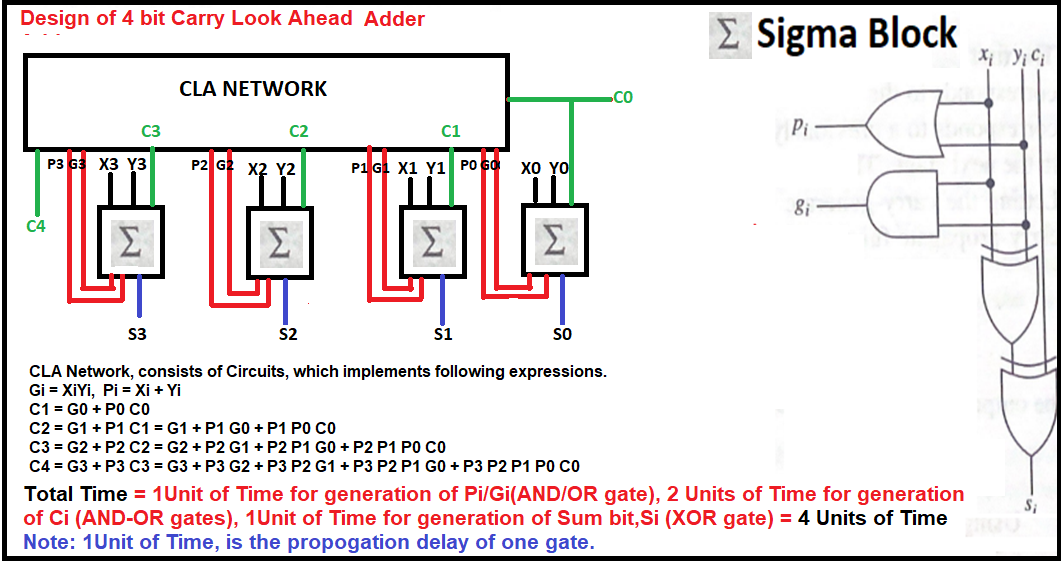 Design of 4 bit Carry Look Ahead Adder
Σ Sigma Block
CLA NETWORK
C0
C3 C2 C1
P3 G3 X3 Y3 P2 G2 X2 Y2 P1 G1 X1 Y1 P0 G0 X0 Y0
C4
Σ Σ Σ Σ
S3 S2 S1 S0
xi yi ci
pi
gi
si
CLA Network, consists of Circuits, which implements following expressions.
Gi = XiYi, Pi = Xi + Yi
C1 = G0 + P0 C0
C2 = G1 + P1 C1 = G1 + P1 G0 + P1 P0 C0
C3 = G2 + P2 C2 = G2 + P2 G1 + P2 P1 G0 + P2 P1 P0 C0
C4 = G3 + P3 C3 = G3 + P3 G2 + P3 P2 G1 + P3 P2 P1 G0 + P3 P2 P1 P0 C0
Total Time = 1Unit of Time for generation of Pi/Gi(AND/OR gate), 2 Units of Time for generation
of Ci (AND-OR gates), 1Unit of Time for generation of Sum bit,Si (XOR gate) = 4 Units of Time
Note: 1Unit of Time, is the propogation delay of one gate.